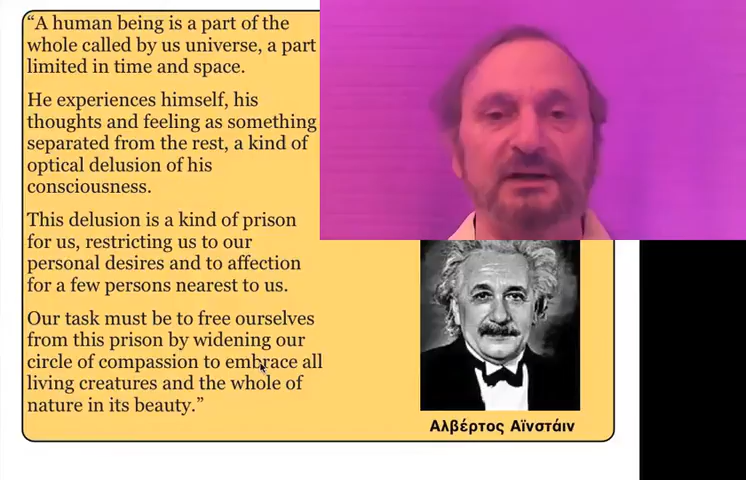 “A human being is a part of the
whole called by us universe, a part
limited in time and space.
He experiences himself, his
thoughts and feeling as something
separated from the rest, a kind of
optical delusion of his
consciousness.
This delusion is a kind of prison
for us, restricting us to our
personal desires and to affection
for a few persons nearest to us.
Our task must be to free ourselves
from this prison by widening our
circle of compassion to embrace all
living creatures and the whole of
nature in its beauty.”
Αλβέρτος Αϊνστάιν